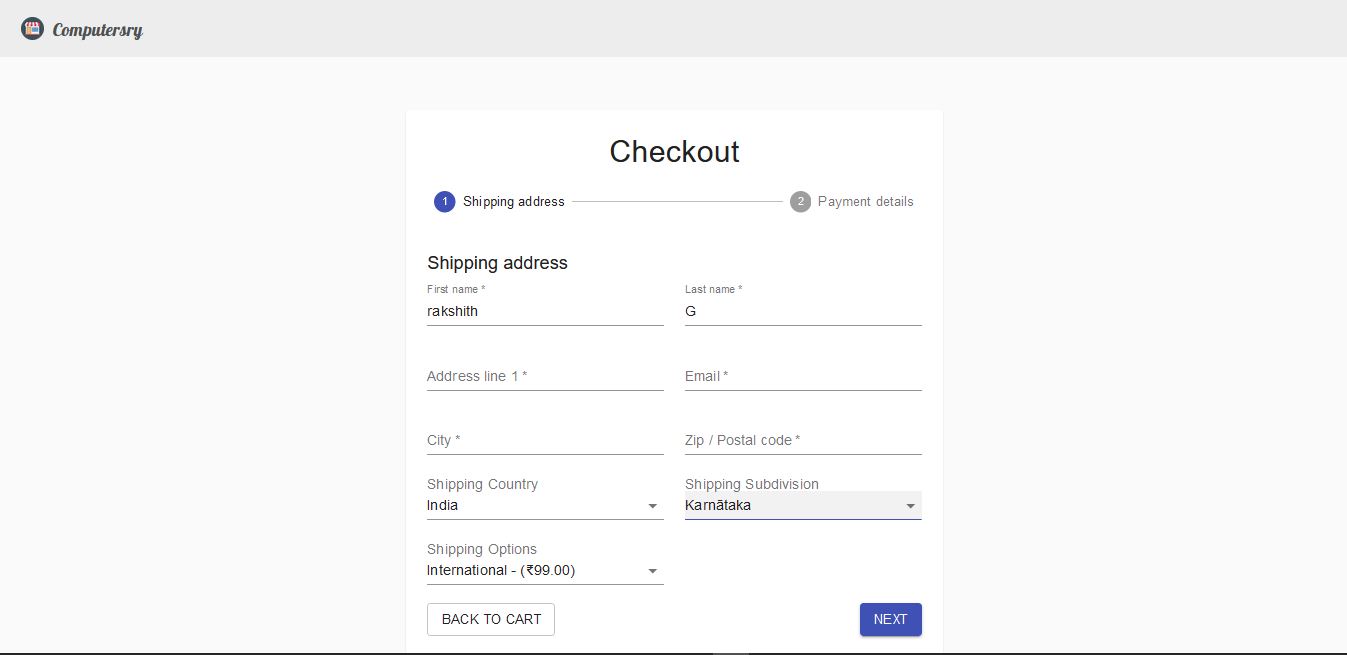 Computersry
Checkout
1 Shipping address 2 Payment details
Shipping address
First name * Last name *
rakshith G
Address line 1 * Email *
City * Zip / Postal code *
Shipping Country Shipping Subdivision
India Karnātaka
Shipping Options
International - (₹99.00)
BACK TO CART NEXT